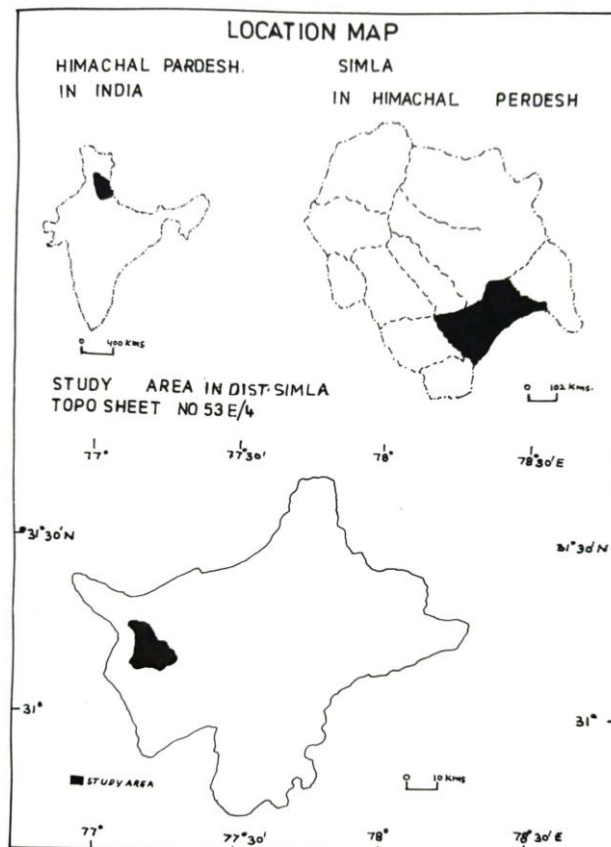 LOCATION MAP
HIMACHAL PARDESH.
IN INDIA
SIMLA
IN HIMACHAL PERDESH
0 400 kms
0 102 kms.
STUDY AREA IN DIST-SIMLA
TOPO SHEET NO 53 E/4
77° 77°30' 78° 78°30'E
31°30'N 31°30'N
31° 31°
STUDY AREA
0 10 kms
77° 77°30' 78° 78°30'E